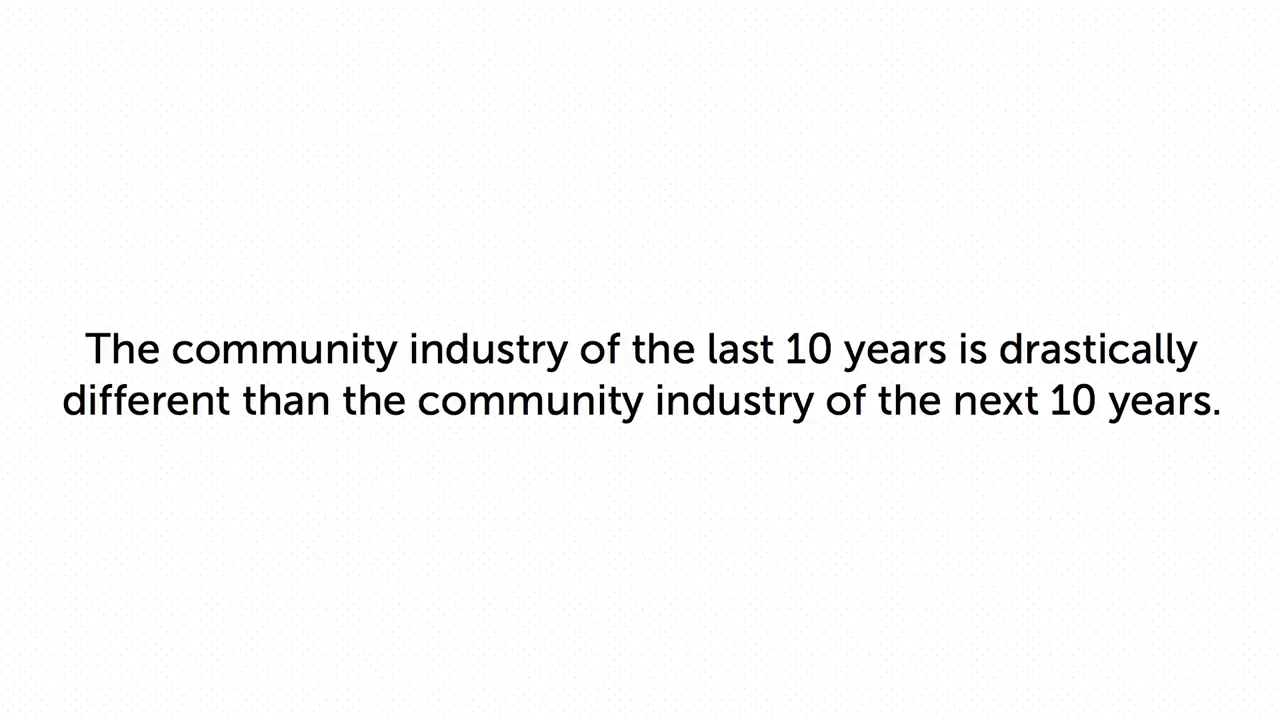 The community industry of the last 10 years is drastically
different than the community industry of the next 10 years.